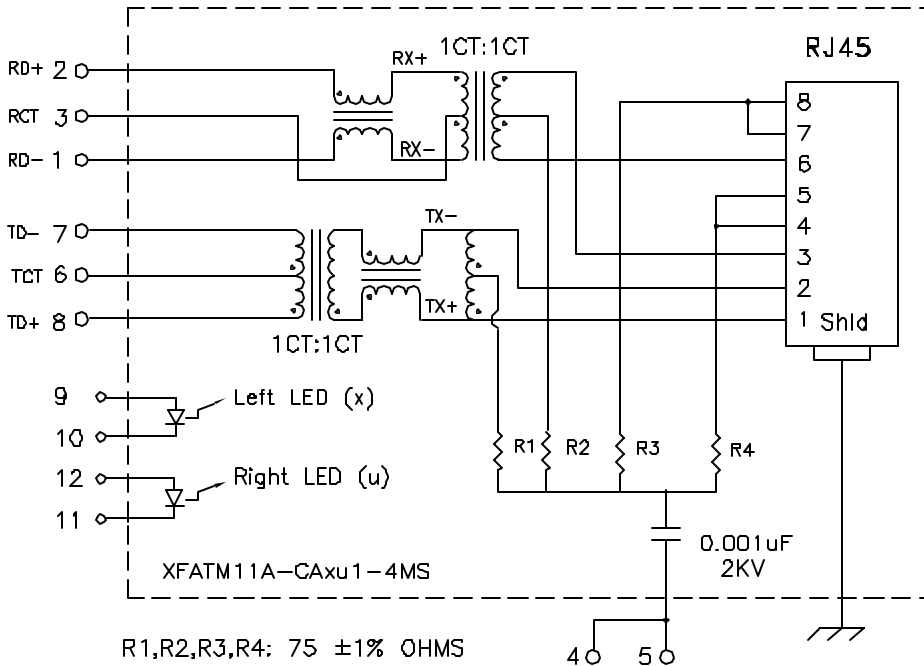 1CT:1CT
RJ45
RD+ 2
RX+
8
RCT 3
7
RD- 1
RX-
6
5
TD- 7
TX-
4
3
TCT 6
2
TX+
TD+ 8
1 Shld
1CT:1CT
9
Left LED (x)
10
R1
R2
R3
R4
12
Right LED (u)
11
0.001uF
2KV
XFATM11A-CAxu1-4MS
R1,R2,R3,R4: 75 ±1% OHMS
4
5